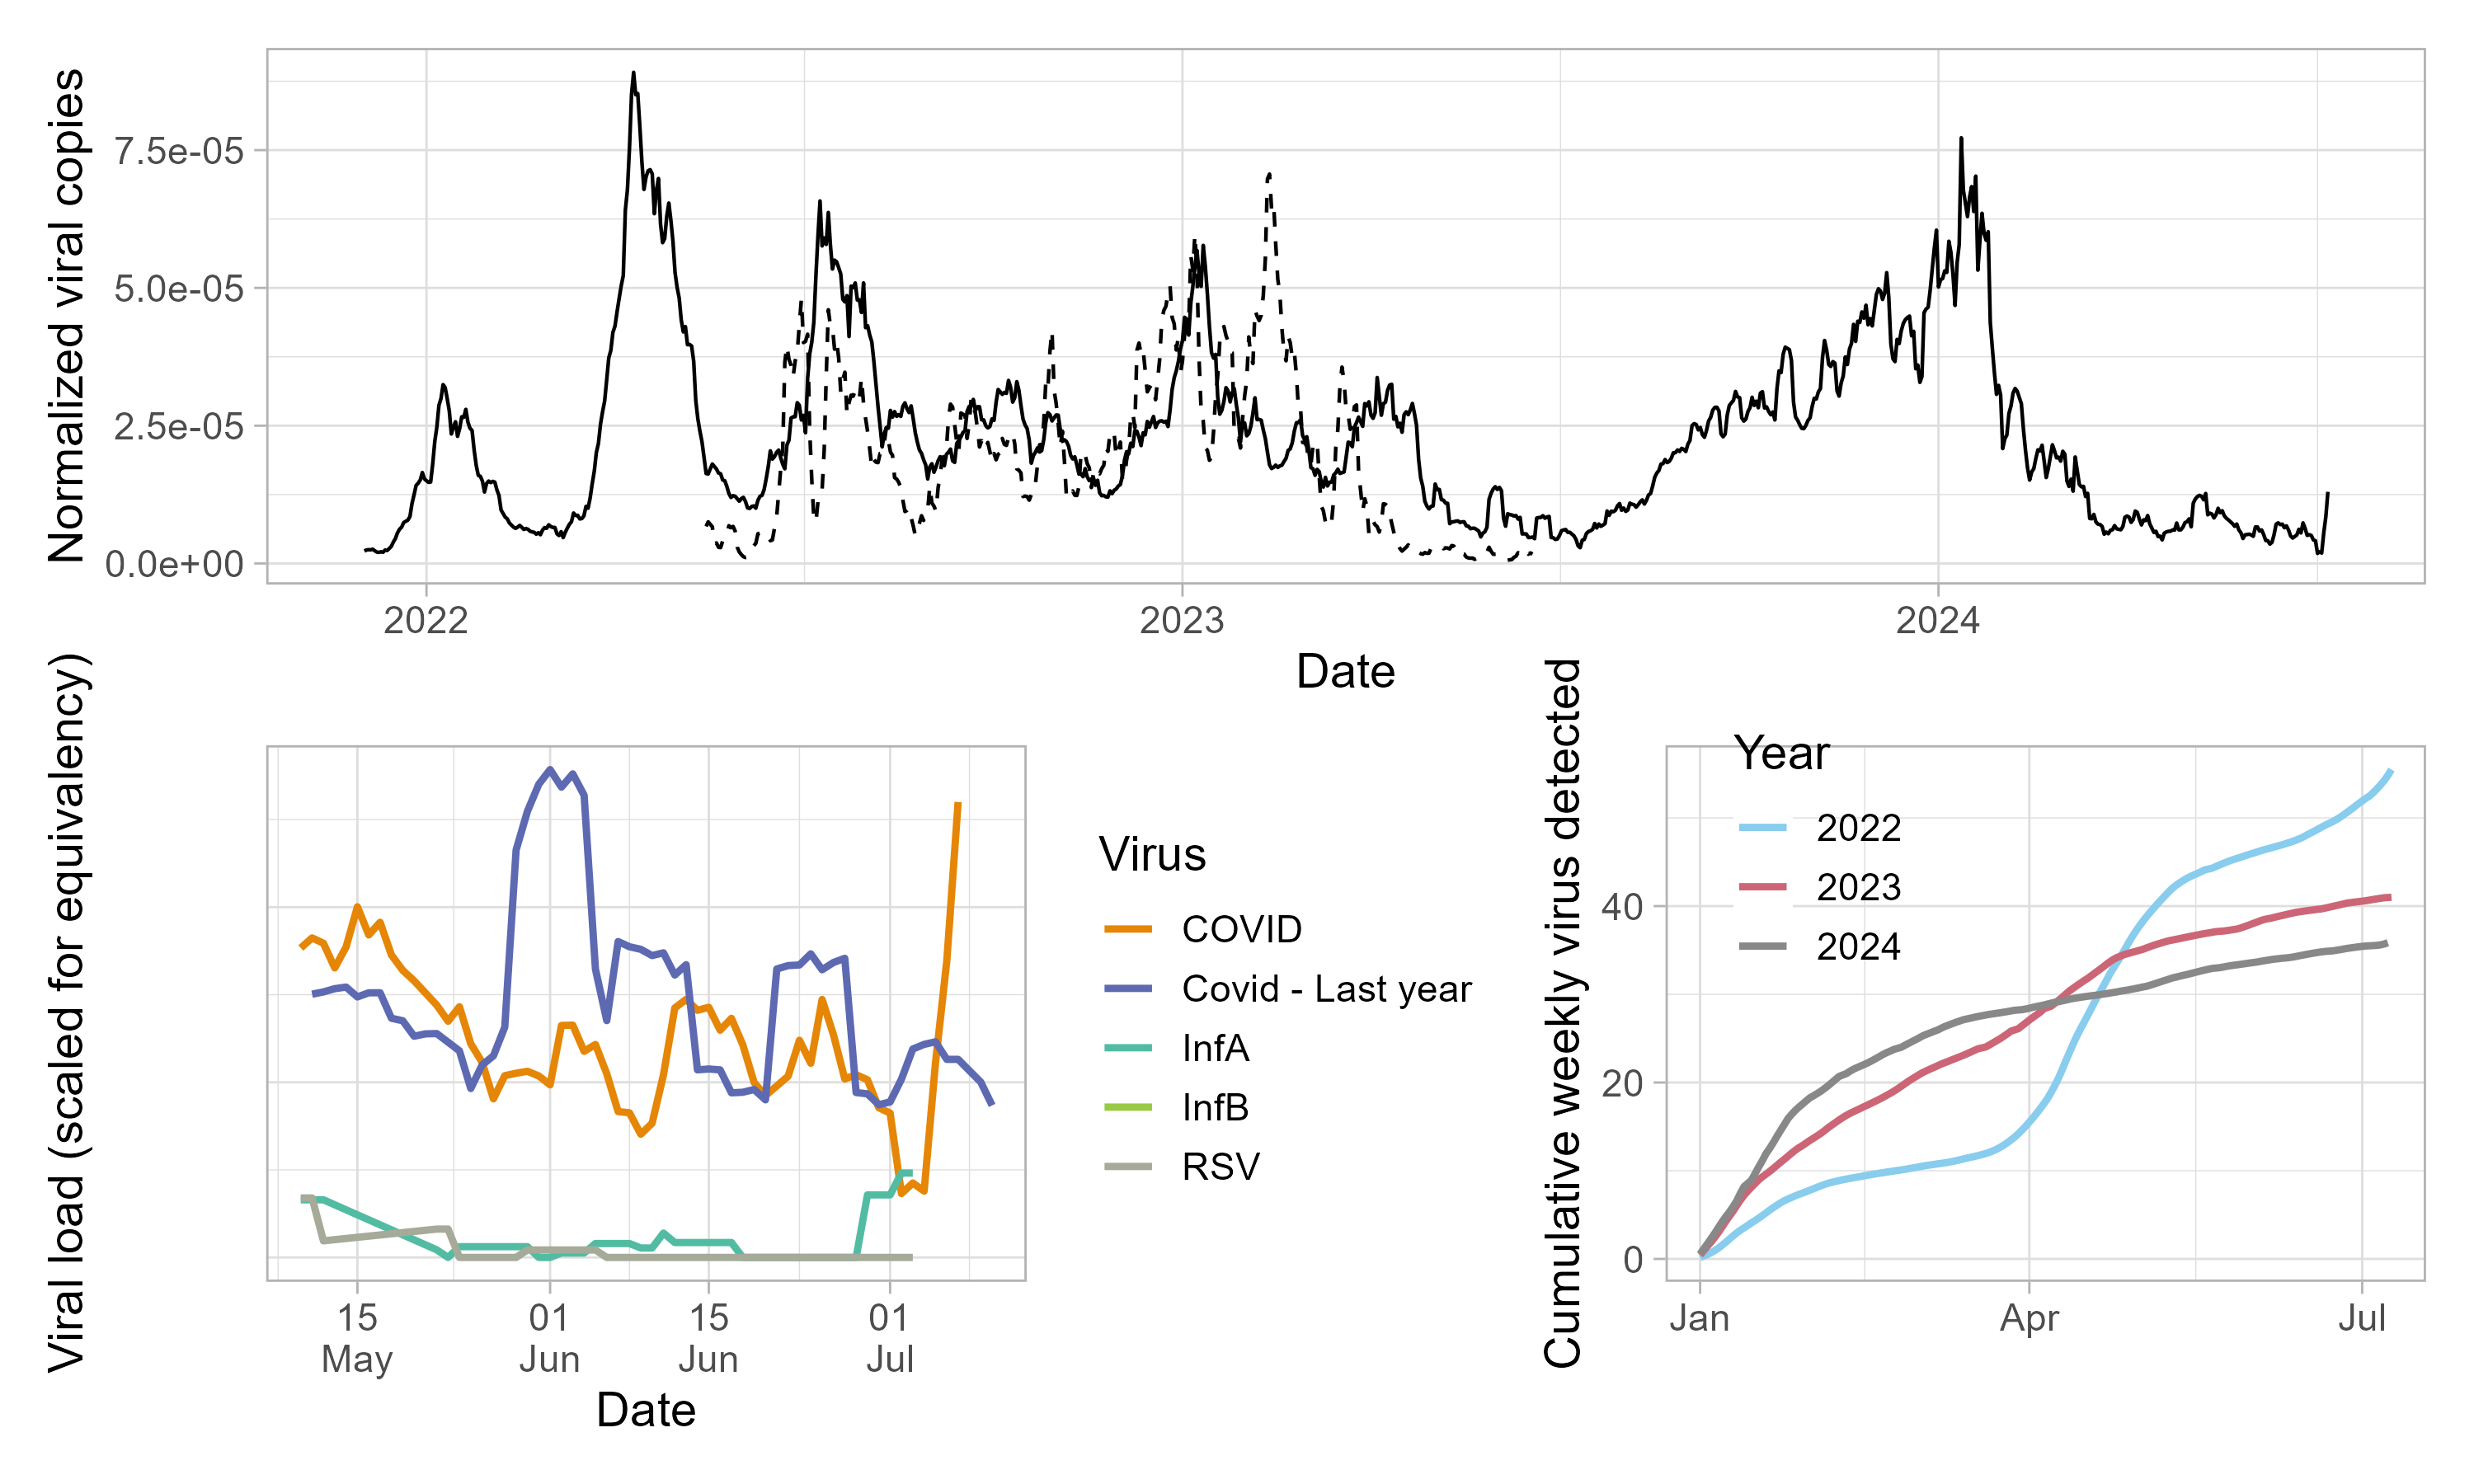 Normalized viral copies
7.5e-05
5.0e-05
2.5e-05
0.0e+00
2022
2023
2024
Date
Viral load (scaled for equivalency)
15
May
01
Jun
15
Jun
01
Jul
Date
Virus
COVID
Covid - Last year
InfA
InfB
RSV
Cumulative weekly virus detected
Year
2022
2023
2024
40
20
0
Jan
Apr
Jul